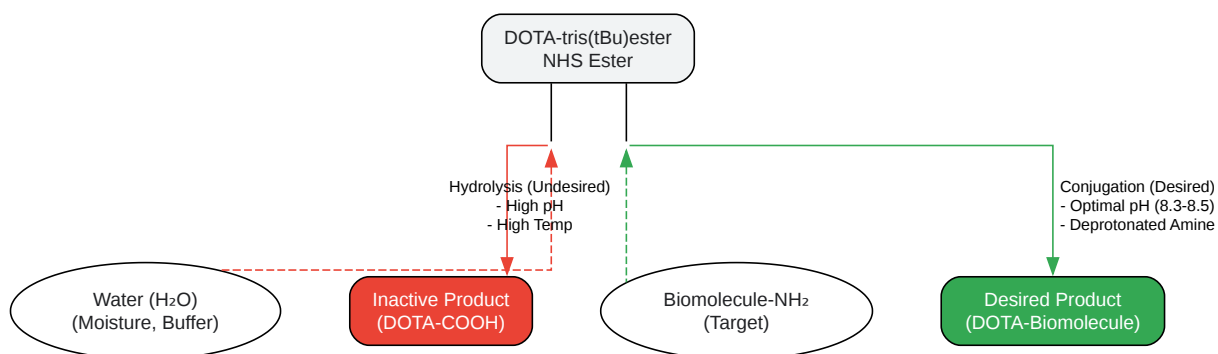 DOTA-tris(tBu)ester
NHS Ester
Hydrolysis (Undesired)
- High pH
- High Temp
Conjugation (Desired)
- Optimal pH (8.3-8.5)
- Deprotonated Amine
Water (H₂O)
(Moisture, Buffer)
Inactive Product
(DOTA-COOH)
Biomolecule-NH₂
(Target)
Desired Product
(DOTA-Biomolecule)